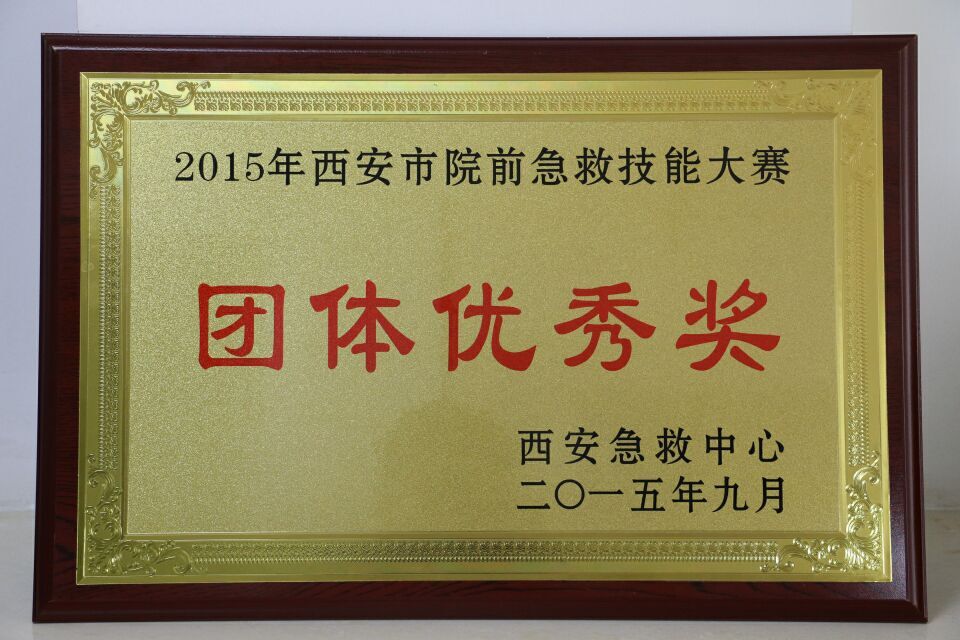 2015年西安市院前急救技能大赛
团体优秀奖
西安急救中心
二〇一五年九月